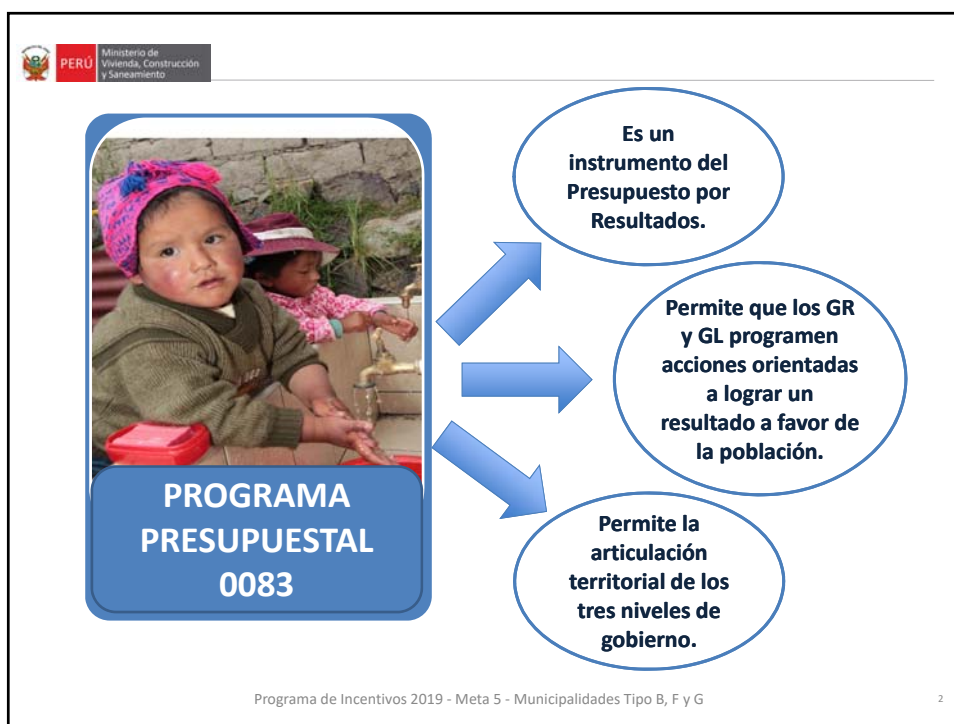 PERÚ
Ministerio de
Vivienda, Construcción
y Saneamiento
Es un
instrumento del
Presupuesto por
Resultados.
Permite que los GR
y GL programen
acciones orientadas
a lograr un
resultado a favor de
la población.
PROGRAMA
PRESUPUESTAL
0083
Permite la
articulación
territorial de los
tres niveles de
gobierno.
Programa de Incentivos 2019 - Meta 5 - Municipalidades Tipo B, F y G
2